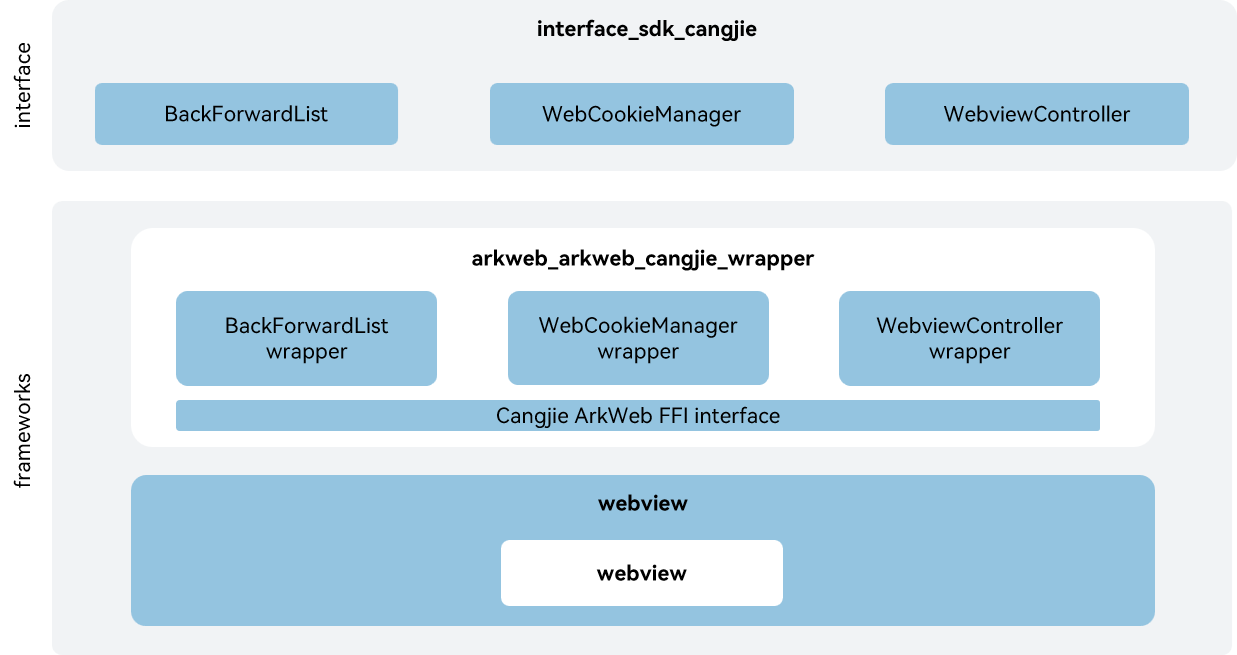 interface
interface_sdk_cangjie
BackForwardList
WebCookieManager
WebviewController
frameworks
arkweb_arkweb_cangjie_wrapper
BackForwardList
wrapper
WebCookieManager
wrapper
WebviewController
wrapper
Cangjie ArkWeb FFI interface
webview
webview